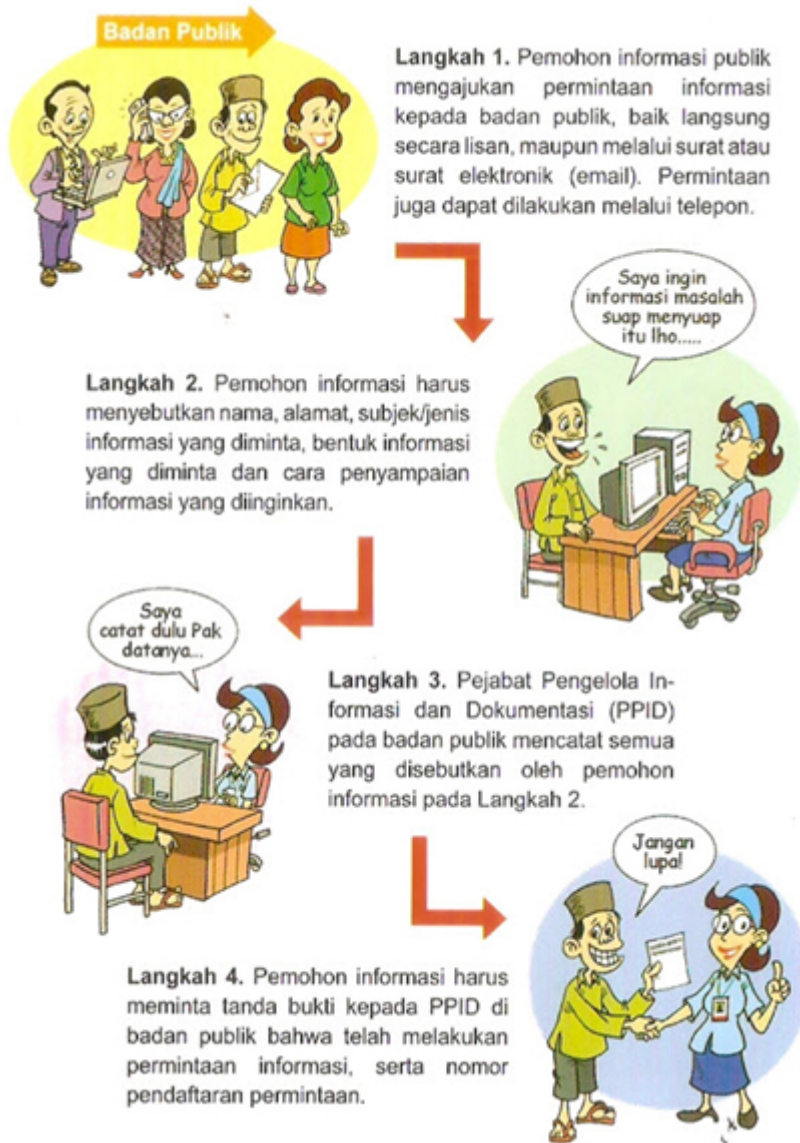 Badan Publik
Langkah 1. Pemohon informasi publik
mengajukan permintaan informasi
kepada badan publik, baik langsung
secara lisan, maupun melalui surat atau
surat elektronik (email). Permintaan
juga dapat dilakukan melalui telepon.
Saya ingin
informasi masalah
suap menyuap
itu lho.....
Langkah 2. Pemohon informasi harus
menyebutkan nama, alamat, subjek/jenis
informasi yang diminta, bentuk informasi
yang diminta dan cara penyampaian
informasi yang diinginkan.
Saya
catat dulu Pak
datanya...
Langkah 3. Pejabat Pengelola In-
formasi dan Dokumentasi (PPID)
pada badan publik mencatat semua
yang disebutkan oleh pemohon
informasi pada Langkah 2.
Jangan
lupa!
Langkah 4. Pemohon informasi harus
meminta tanda bukti kepada PPID di
badan publik bahwa telah melakukan
permintaan informasi, serta nomor
pendaftaran permintaan.